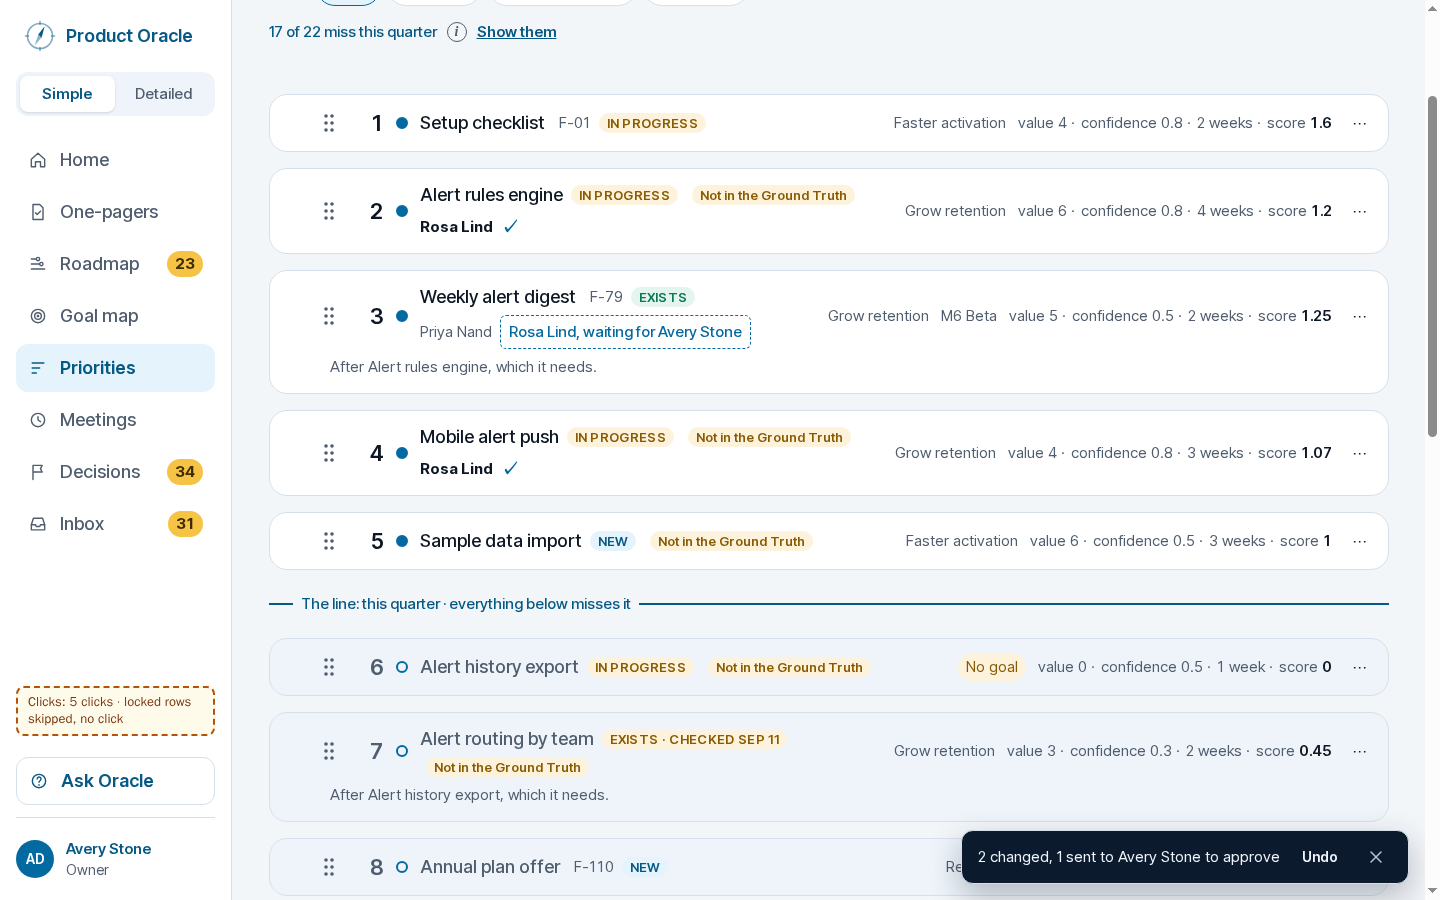 Product Oracle
Simple Detailed
Home
One-pagers
Roadmap 23
Goal map
Priorities
Meetings
Decisions 34
Inbox 31
Clicks: 5 clicks · locked rows
skipped, no click
Ask Oracle
AD Avery Stone
Owner
17 of 22 miss this quarter i Show them
1 Setup checklist F-01 IN PROGRESS Faster activation value 4 · confidence 0.8 · 2 weeks · score 1.6 ···
2 Alert rules engine IN PROGRESS Not in the Ground Truth Grow retention value 6 · confidence 0.8 · 4 weeks · score 1.2 ···
Rosa Lind ✓
3 Weekly alert digest F-79 EXISTS Grow retention M6 Beta value 5 · confidence 0.5 · 2 weeks · score 1.25 ···
Priya Nand Rosa Lind, waiting for Avery Stone
After Alert rules engine, which it needs.
4 Mobile alert push IN PROGRESS Not in the Ground Truth Grow retention value 4 · confidence 0.8 · 3 weeks · score 1.07 ···
Rosa Lind ✓
5 Sample data import NEW Not in the Ground Truth Faster activation value 6 · confidence 0.5 · 3 weeks · score 1 ···
The line: this quarter · everything below misses it
6 Alert history export IN PROGRESS Not in the Ground Truth No goal value 0 · confidence 0.5 · 1 week · score 0 ···
7 Alert routing by team EXISTS · CHECKED SEP 11 Grow retention value 3 · confidence 0.3 · 2 weeks · score 0.45 ···
Not in the Ground Truth
After Alert history export, which it needs.
8 Annual plan offer F-110 NEW
2 changed, 1 sent to Avery Stone to approve Undo